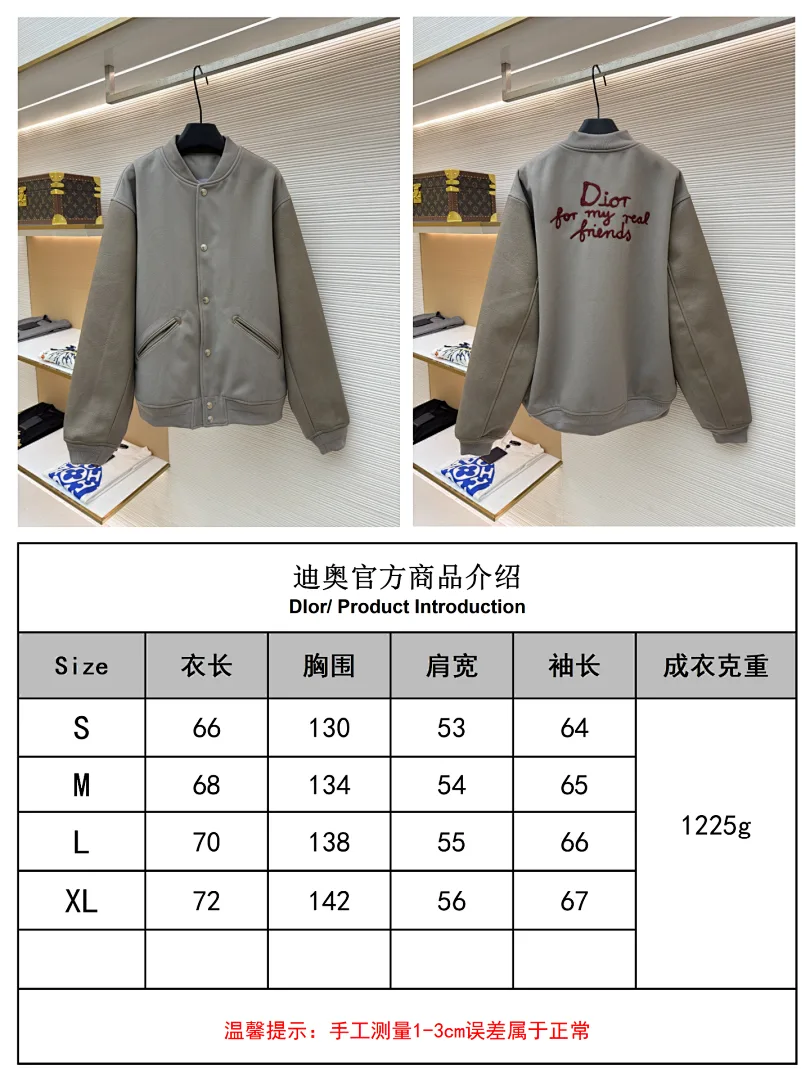 Dior
for my real
friends
迪奥官方商品介绍
DIor/ Product Introduction
Size 衣长 胸围 肩宽 袖长 成衣克重
S 66 130 53 64
M 68 134 54 65
1225g
L 70 138 55 66
XL 72 142 56 67
温馨提示：手工测量1-3cm误差属于正常